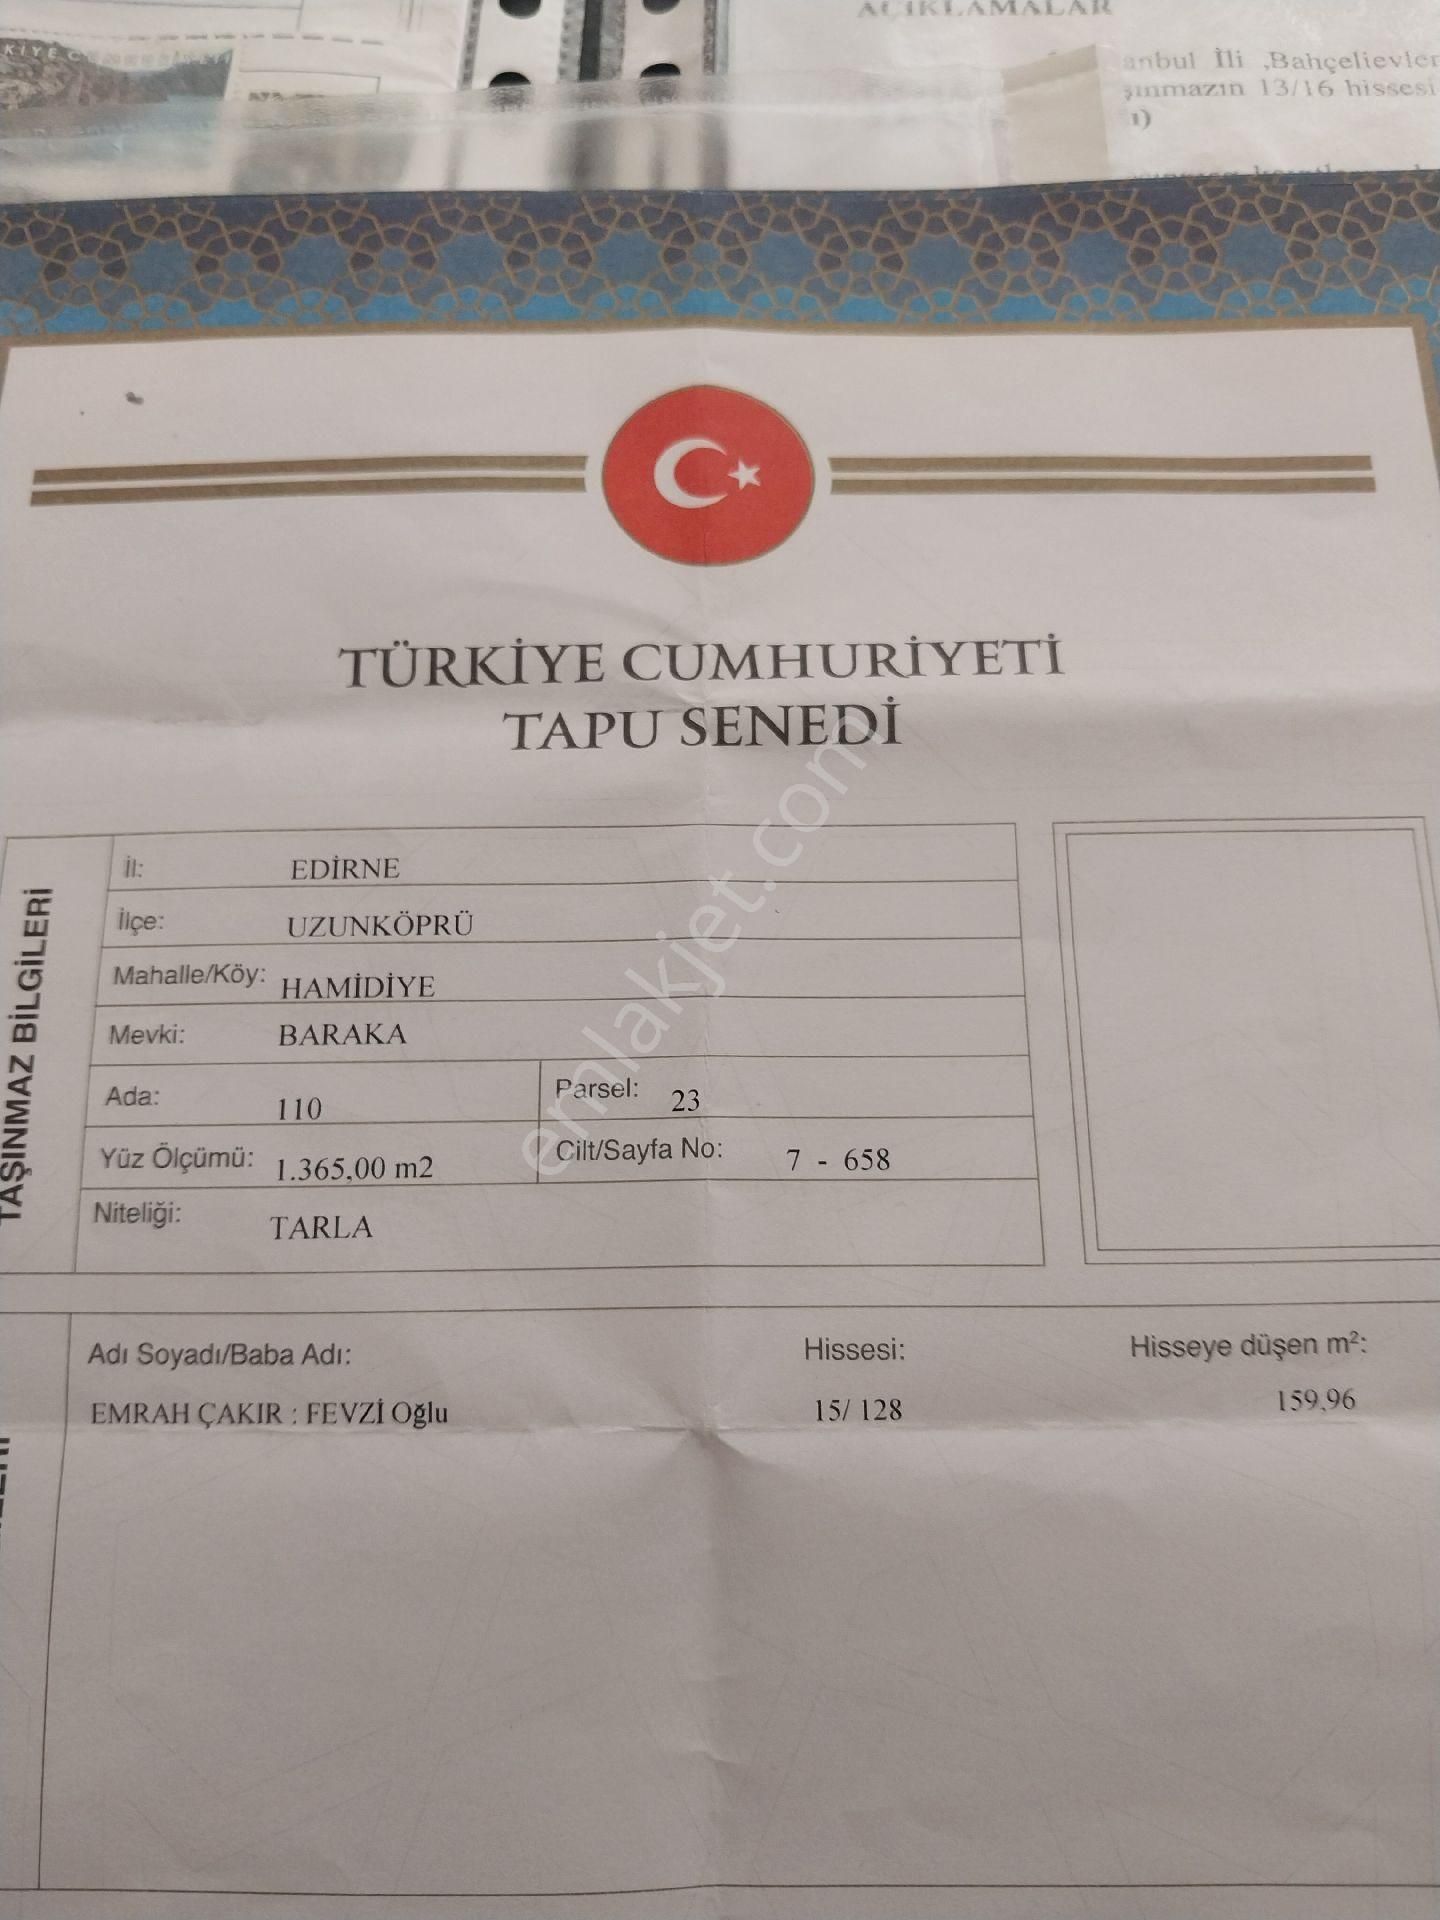 AÇIKLAMALAR
anbul İli ,Bahçelievler
şınmazın 13/16 hissesi
ı)
TÜRKİYE CUMHURİYETİ
TAPU SENEDİ
TAŞINMAZ BİLGİLERİ
İl: EDİRNE
İlçe: UZUNKÖPRÜ
Mahalle/Köy: HAMİDİYE
Mevki: BARAKA
Ada: 110 Parsel: 23
Yüz Ölçümü: 1.365,00 m2 Cilt/Sayfa No: 7 - 658
Niteliği: TARLA
Adı Soyadı/Baba Adı: Hissesi: Hisseye düşen m²:
EMRAH ÇAKIR : FEVZİ Oğlu 15/ 128 159.96
emlakjet.com